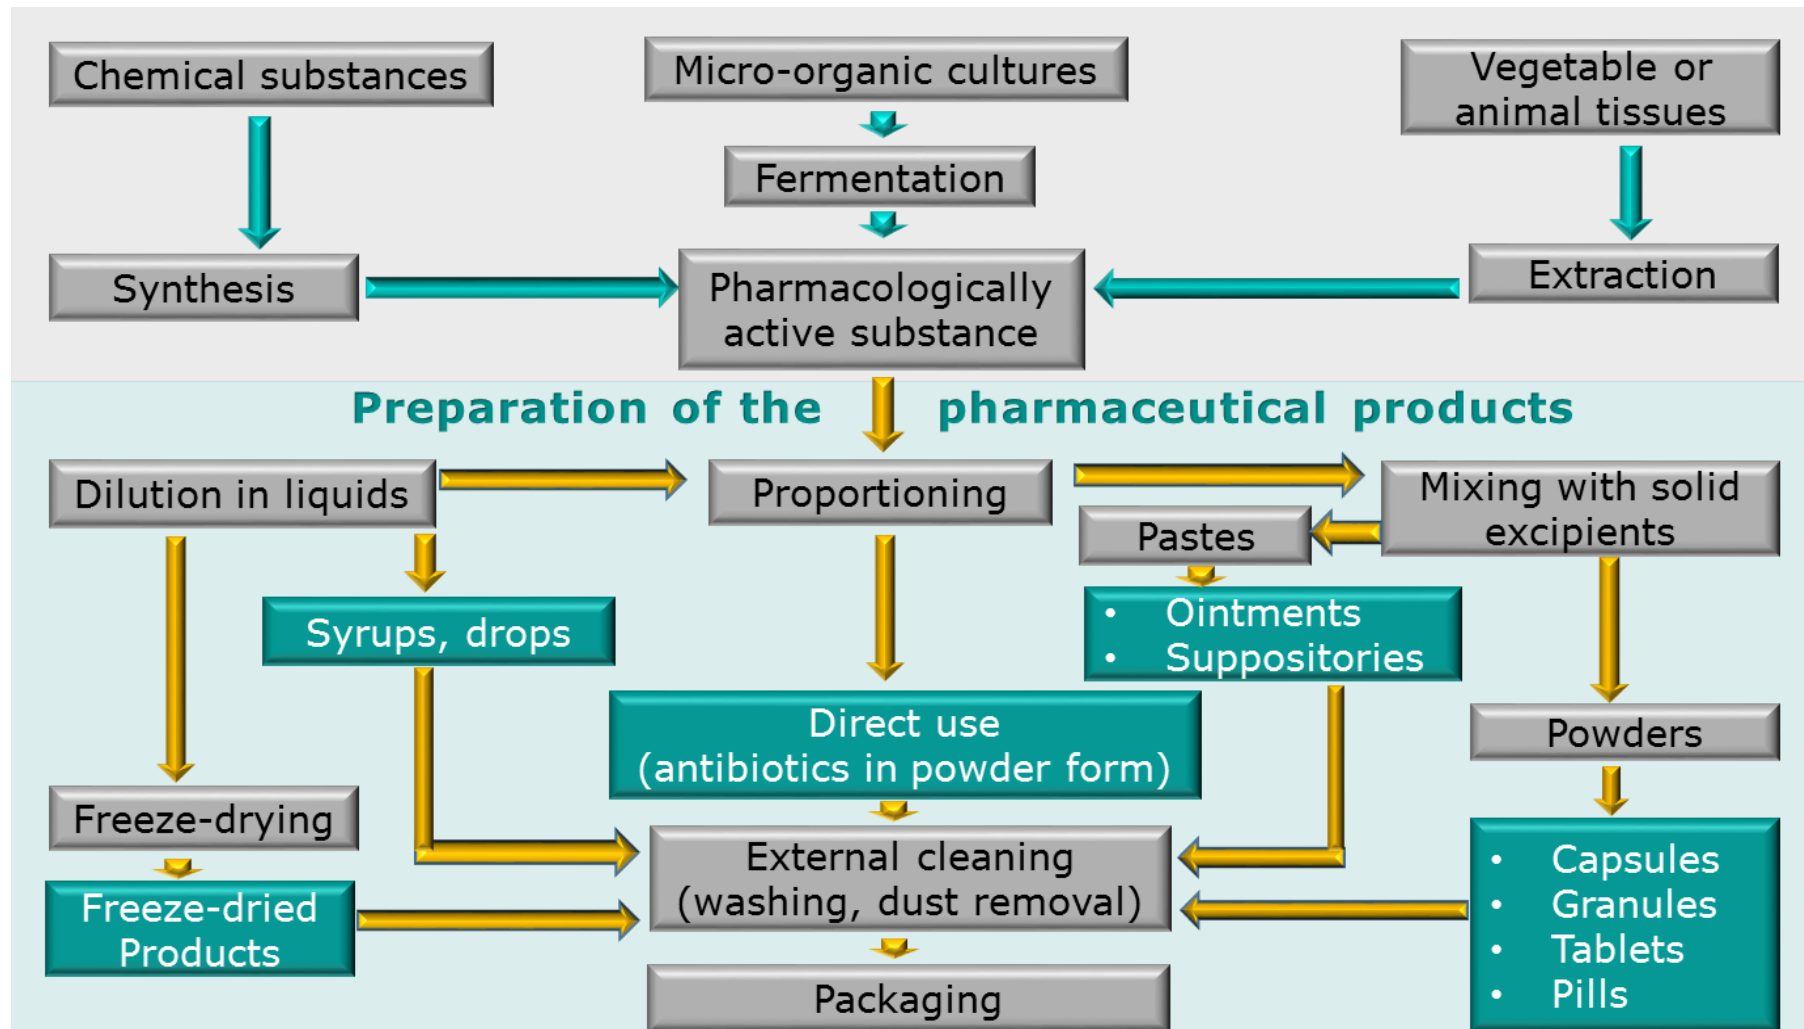 Chemical substances
Micro-organic cultures
Vegetable or
animal tissues
Fermentation
Synthesis
Pharmacologically
active substance
Extraction
Preparation of the pharmaceutical products
Dilution in liquids
Proportioning
Mixing with solid
excipients
Pastes
Syrups, drops
• Ointments
• Suppositories
Direct use
(antibiotics in powder form)
Powders
Freeze-drying
External cleaning
(washing, dust removal)
• Capsules
• Granules
• Tablets
• Pills
Freeze-dried
Products
Packaging